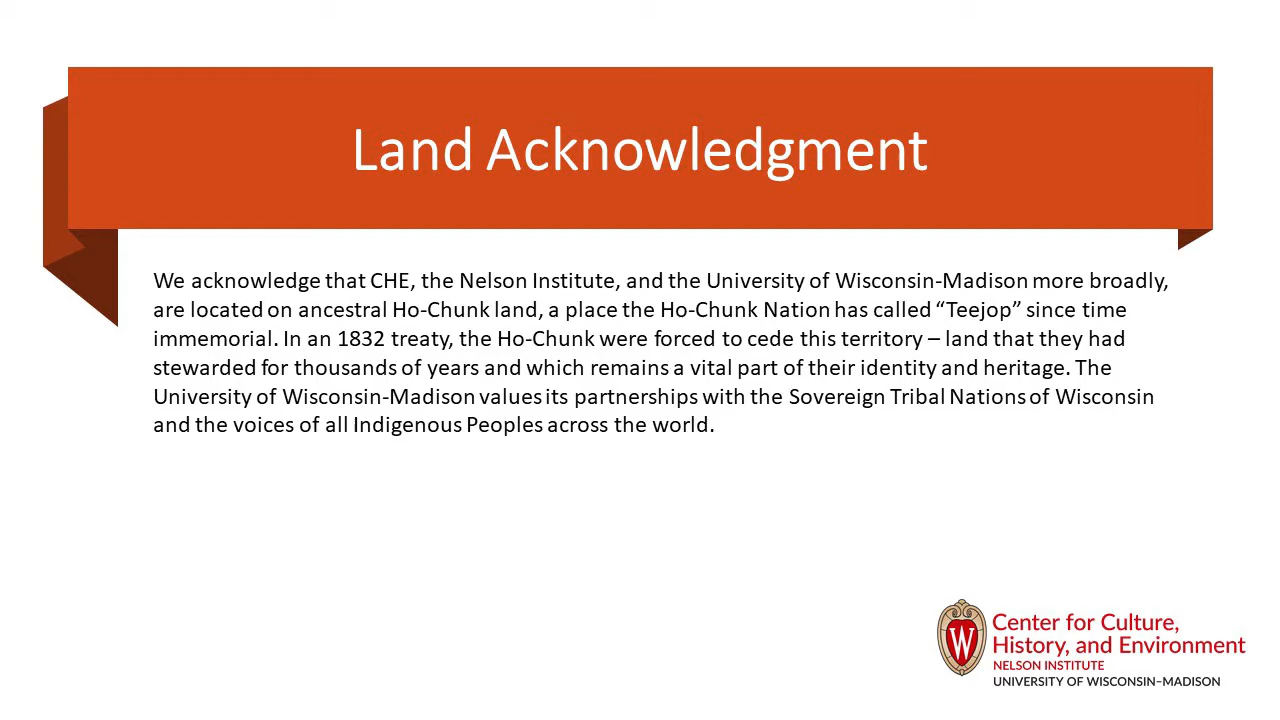 Land Acknowledgment
We acknowledge that CHE, the Nelson Institute, and the University of Wisconsin-Madison more broadly,
are located on ancestral Ho-Chunk land, a place the Ho-Chunk Nation has called “Teejop” since time
immemorial. In an 1832 treaty, the Ho-Chunk were forced to cede this territory – land that they had
stewarded for thousands of years and which remains a vital part of their identity and heritage. The
University of Wisconsin-Madison values its partnerships with the Sovereign Tribal Nations of Wisconsin
and the voices of all Indigenous Peoples across the world.
W
Center for Culture,
History, and Environment
NELSON INSTITUTE
UNIVERSITY OF WISCONSIN–MADISON